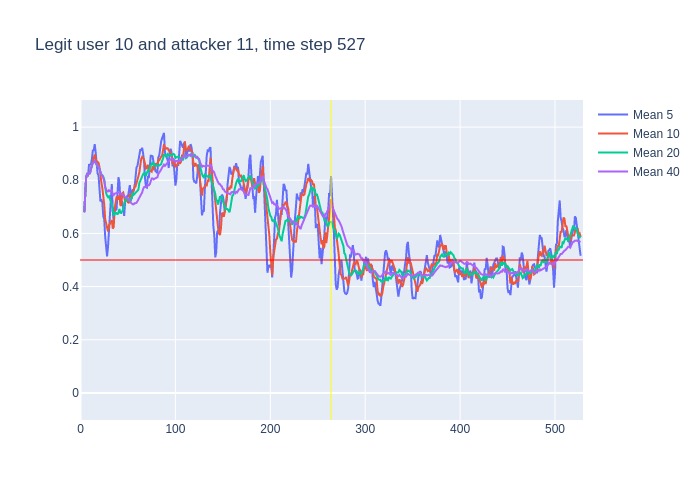 Legit user 10 and attacker 11, time step 527
1
0.8
0.6
0.4
0.2
0
0 100 200 300 400 500
Mean 5
Mean 10
Mean 20
Mean 40